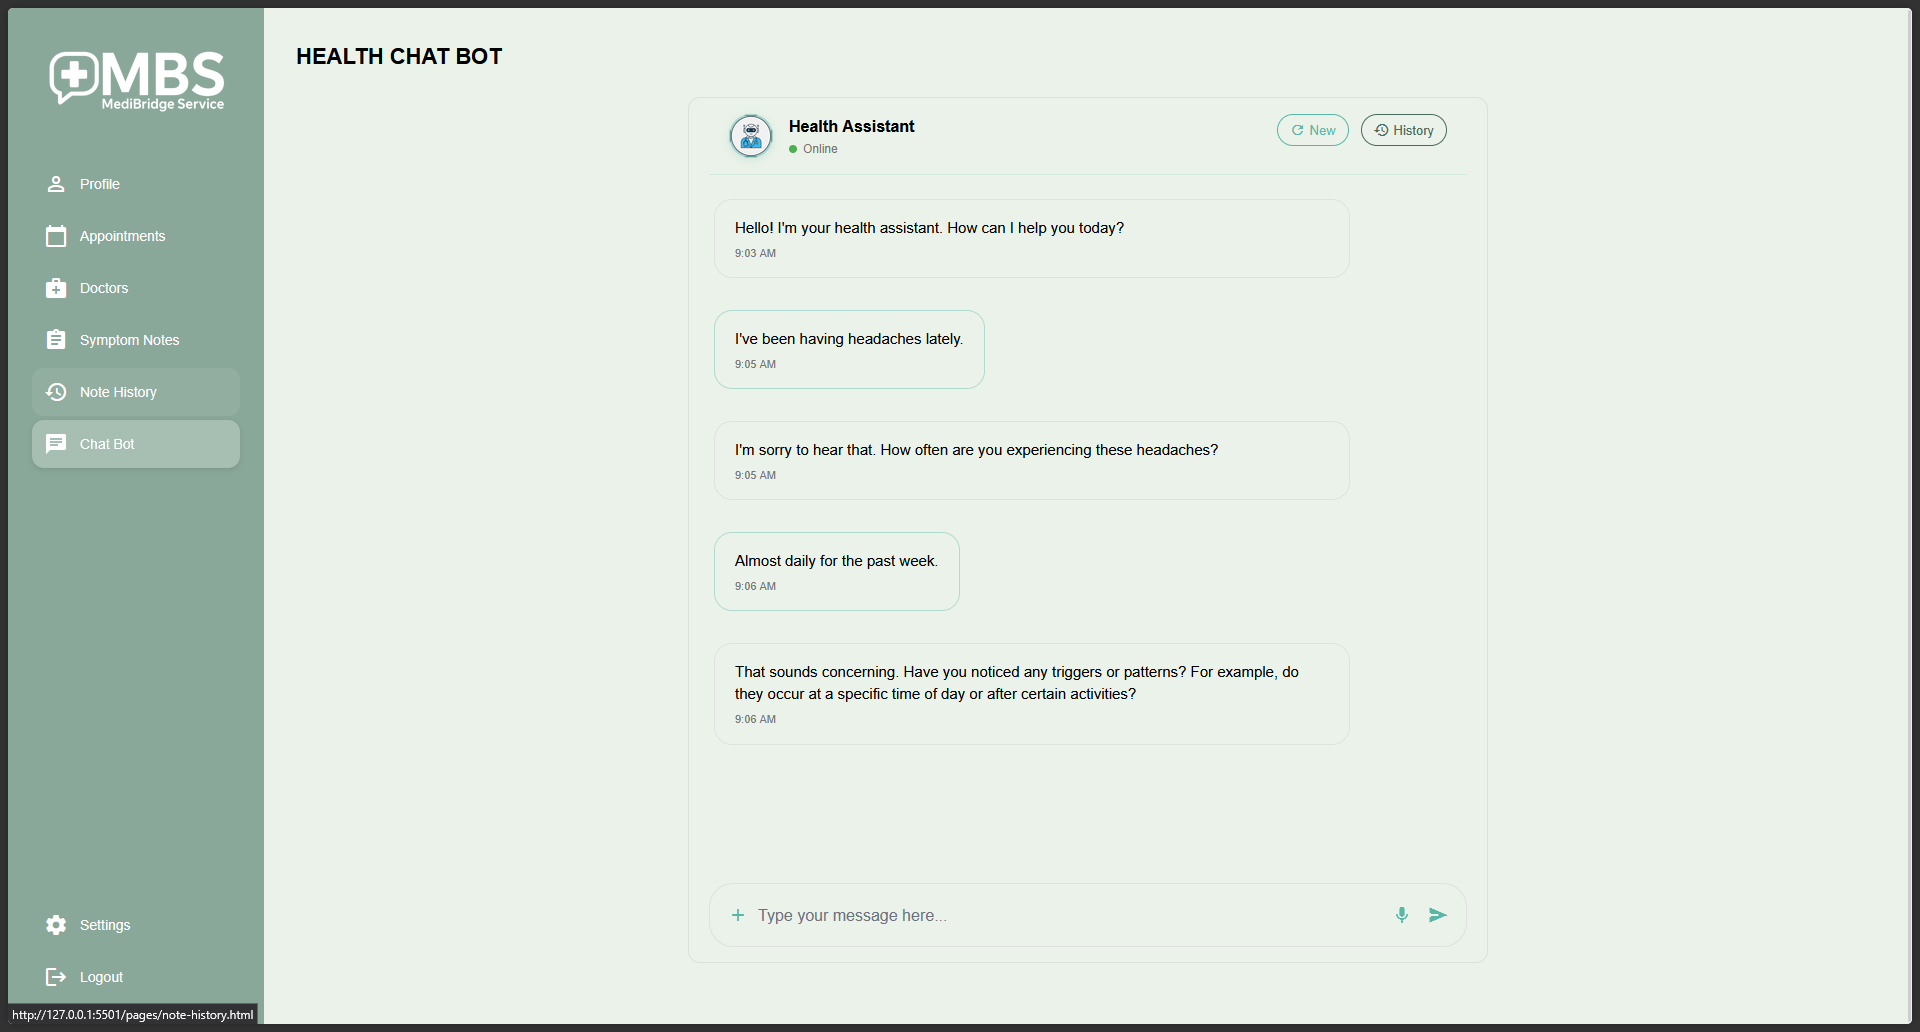 MBS
MediBridge Service
Profile
Appointments
Doctors
Symptom Notes
Note History
Chat Bot
Settings
Logout
http://127.0.0.1:5501/pages/note-history.html
HEALTH CHAT BOT
Health Assistant
Online
New
History
Hello! I'm your health assistant. How can I help you today?
9:03 AM
I've been having headaches lately.
9:05 AM
I'm sorry to hear that. How often are you experiencing these headaches?
9:05 AM
Almost daily for the past week.
9:06 AM
That sounds concerning. Have you noticed any triggers or patterns? For example, do
they occur at a specific time of day or after certain activities?
9:06 AM
Type your message here...